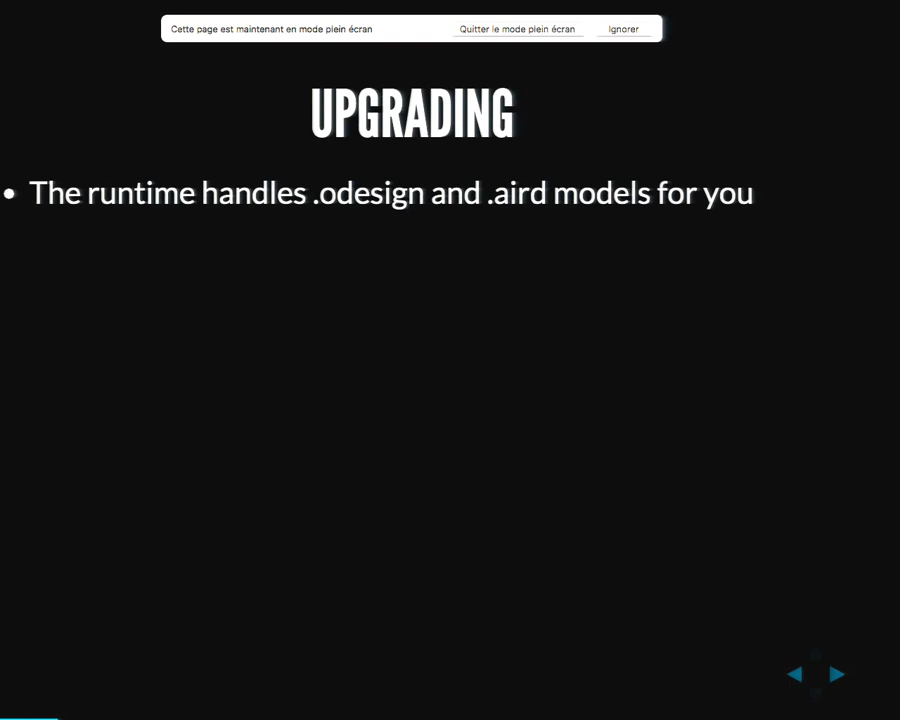 Cette page est maintenant en mode plein écran Quitter le mode plein écran Ignorer
UPGRADING
• The runtime handles .odesign and .aird models for you